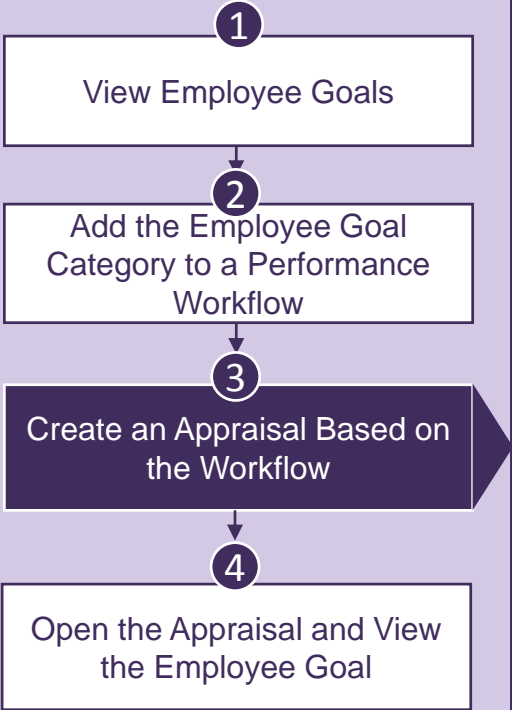 1
View Employee Goals
2
Add the Employee Goal
Category to a Performance
Workflow
3
Create an Appraisal Based on
the Workflow
4
Open the Appraisal and View
the Employee Goal